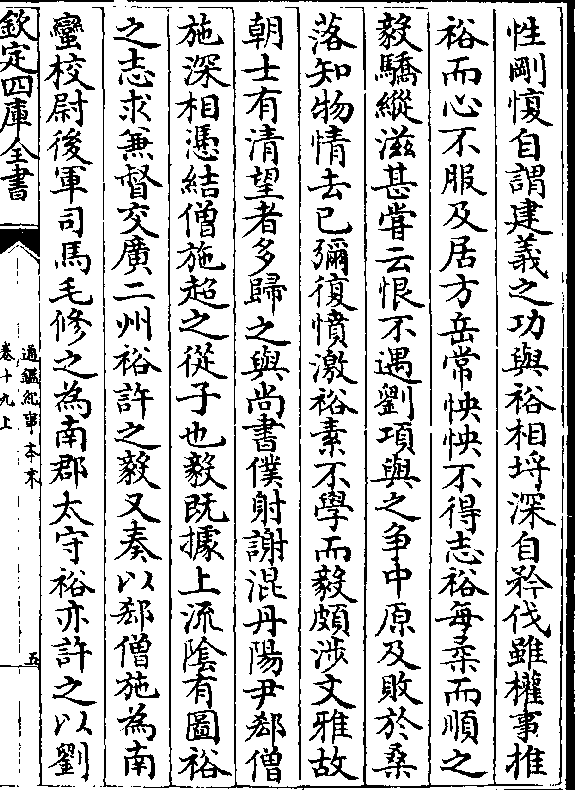 性剛愎自謂建義之功與裕相埒深自矜伐雖權事推
裕而心不服及居方岳常怏怏不得志裕每柔而順之
毅驕縱滋甚嘗云恨不遇劉項與之争中原及敗於桑
落知物情去已彌復憤激裕素不學而毅頗涉文雅故
朝士有清望者多歸之與尚書僕射謝混丹陽尹郄僧
施深相憑結僧施超之從子也毅既據上流隂有圖裕
之志求兼督交廣二州裕許之毅又奏以郄僧施為南
蠻校尉後軍司馬毛修之為南郡太守裕亦許之以劉
欽定四庫全書
通鑑紀事本末
卷十九上
五